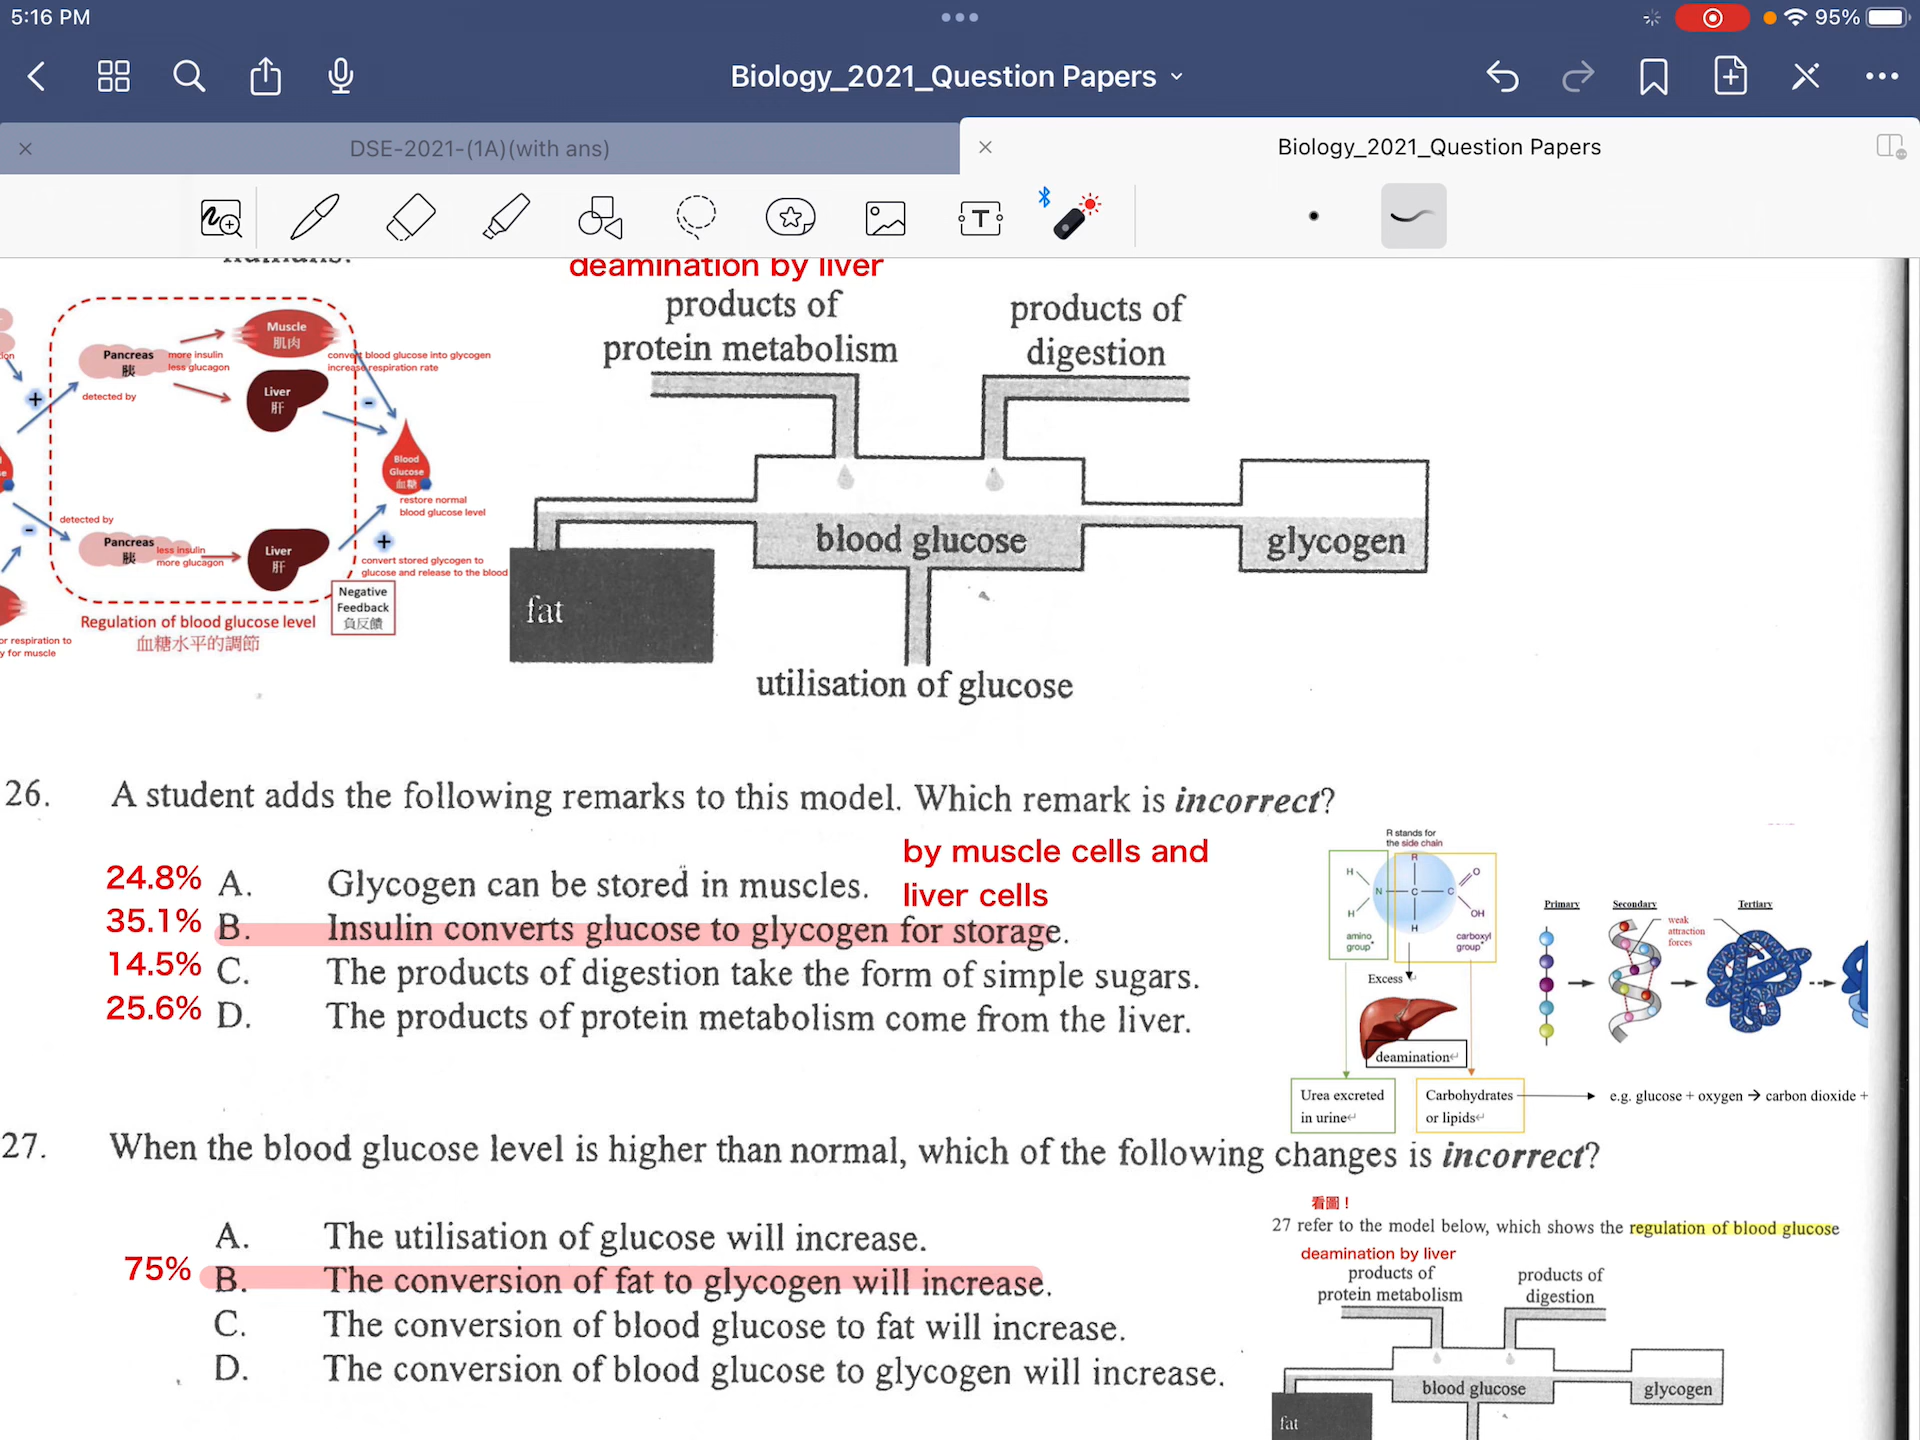 5:16 PM
95%
Biology_2021_Question Papers
DSE-2021-(1A)(with ans)
Biology_2021_Question Papers
T
deamination by liver
products of
protein metabolism
products of
digestion
blood glucose
glycogen
fat
utilisation of glucose
Muscle
肌肉
Pancreas
胰
more insulin
less glucagon
convert blood glucose into glycogen
increase respiration rate
detected by
Liver
肝
+
-
Blood
Glucose
血糖
restore normal
blood glucose level
-
detected by
Pancreas
胰
less insulin
more glucagon
Liver
肝
+
convert stored glycogen to
glucose and release to the blood
Negative
Feedback
負反饋
Regulation of blood glucose level
血糖水平的調節
or respiration to
y for muscle
26. A student adds the following remarks to this model. Which remark is incorrect?
by muscle cells and
liver cells
24.8% A. Glycogen can be stored in muscles.
35.1% B. Insulin converts glucose to glycogen for storage.
14.5% C. The products of digestion take the form of simple sugars.
25.6% D. The products of protein metabolism come from the liver.
R stands for
the side chain
R
H
N
C
C
O
H
H
OH
amino
group
carboxyl
group
Excess
deamination
Urea excreted
in urine
Carbohydrates
or lipids
e.g. glucose + oxygen → carbon dioxide +
Primary
Secondary
Tertiary
weak
attraction
forces
27. When the blood glucose level is higher than normal, which of the following changes is incorrect?
A. The utilisation of glucose will increase.
75% B. The conversion of fat to glycogen will increase.
C. The conversion of blood glucose to fat will increase.
D. The conversion of blood glucose to glycogen will increase.
看圖！
27 refer to the model below, which shows the regulation of blood glucose
deamination by liver
products of
protein metabolism
products of
digestion
blood glucose
glycogen
fat